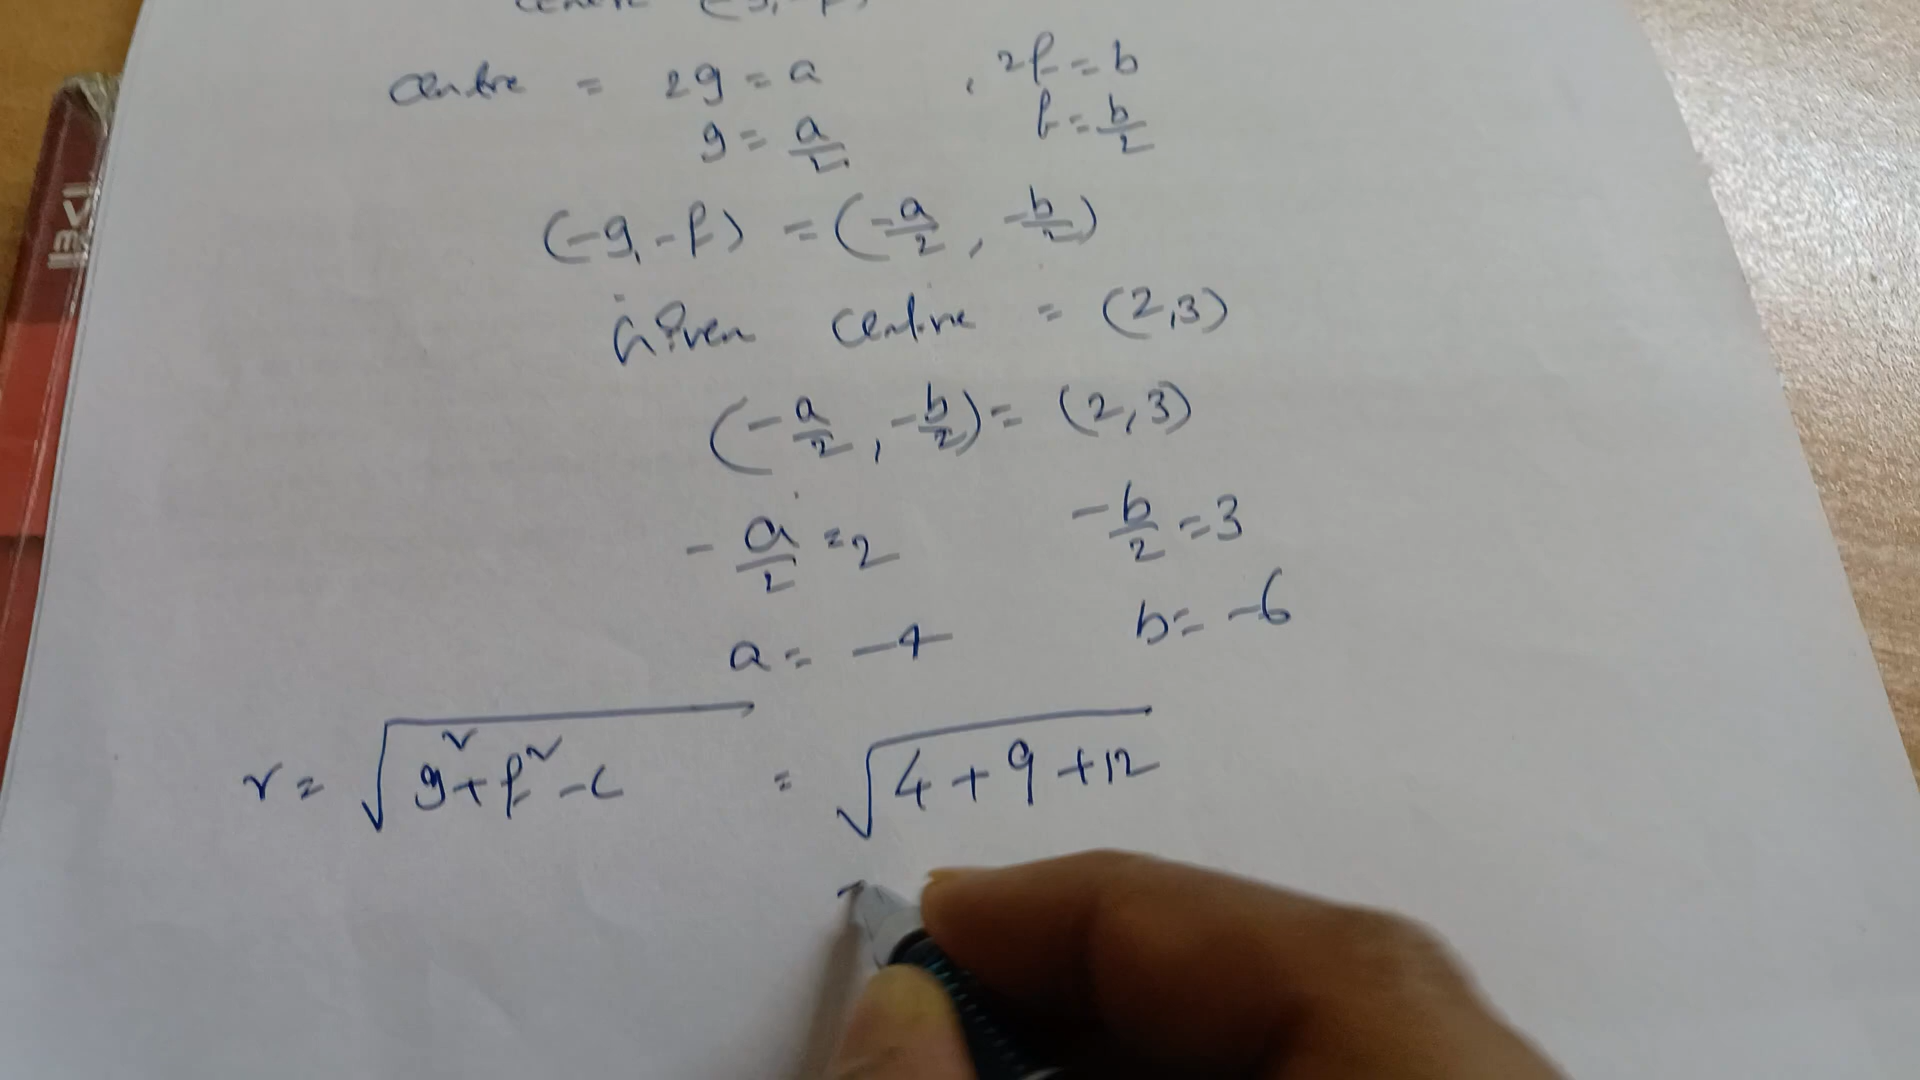 centre = 2g = a , 2f = b
g = a/2 f = b/2
(-g, -f) = (-a/2, -b/2)
Given centre = (2,3)
(-a/2, -b/2) = (2,3)
-a/2 = 2 -b/2 = 3
a = -4 b = -6
r = √(g²+f²-c) = √(4+9+12)